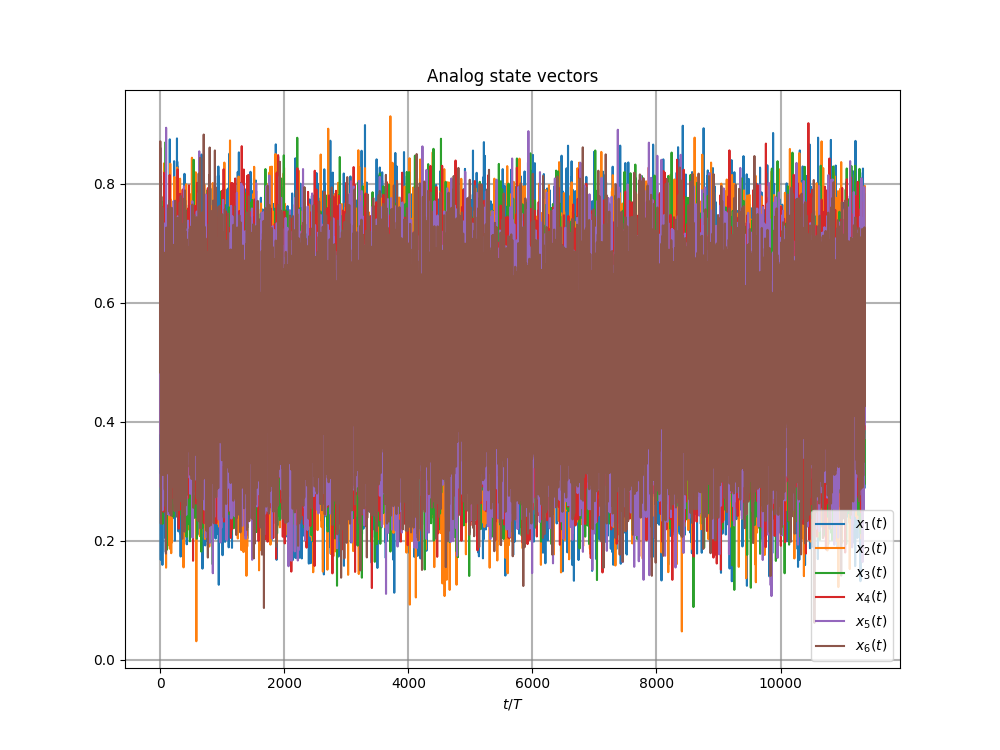 Analog state vectors
0.8
0.6
0.4
0.2
0.0
0 2000 4000 6000 8000 10000
t/T
x₁(t)
x₂(t)
x₃(t)
x₄(t)
x₅(t)
x₆(t)